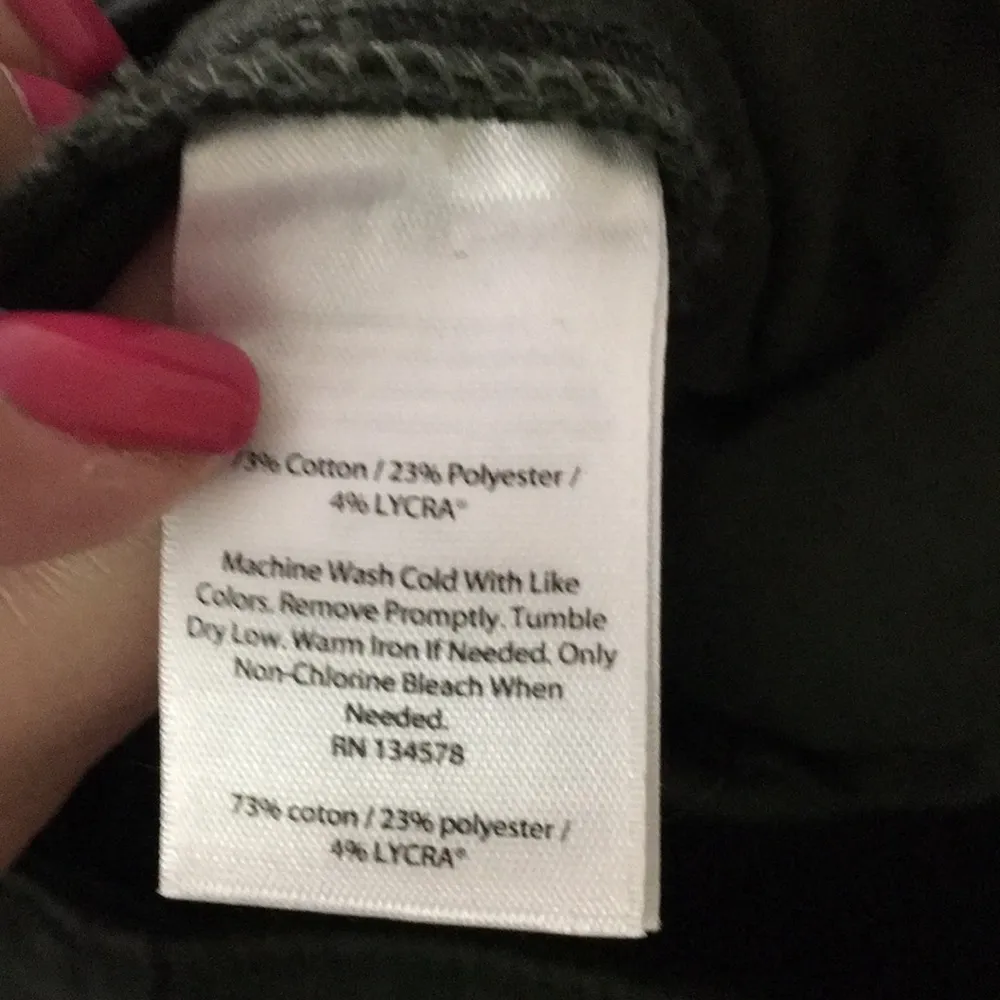 73% Cotton / 23% Polyester /
4% LYCRA®
Machine Wash Cold With Like
Colors. Remove Promptly. Tumble
Dry Low. Warm Iron If Needed. Only
Non-Chlorine Bleach When
Needed.
RN 134578
73% coton / 23% polyester /
4% LYCRA®